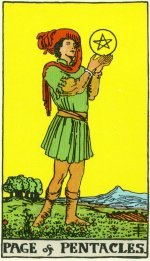 PAGE of PENTACLES.